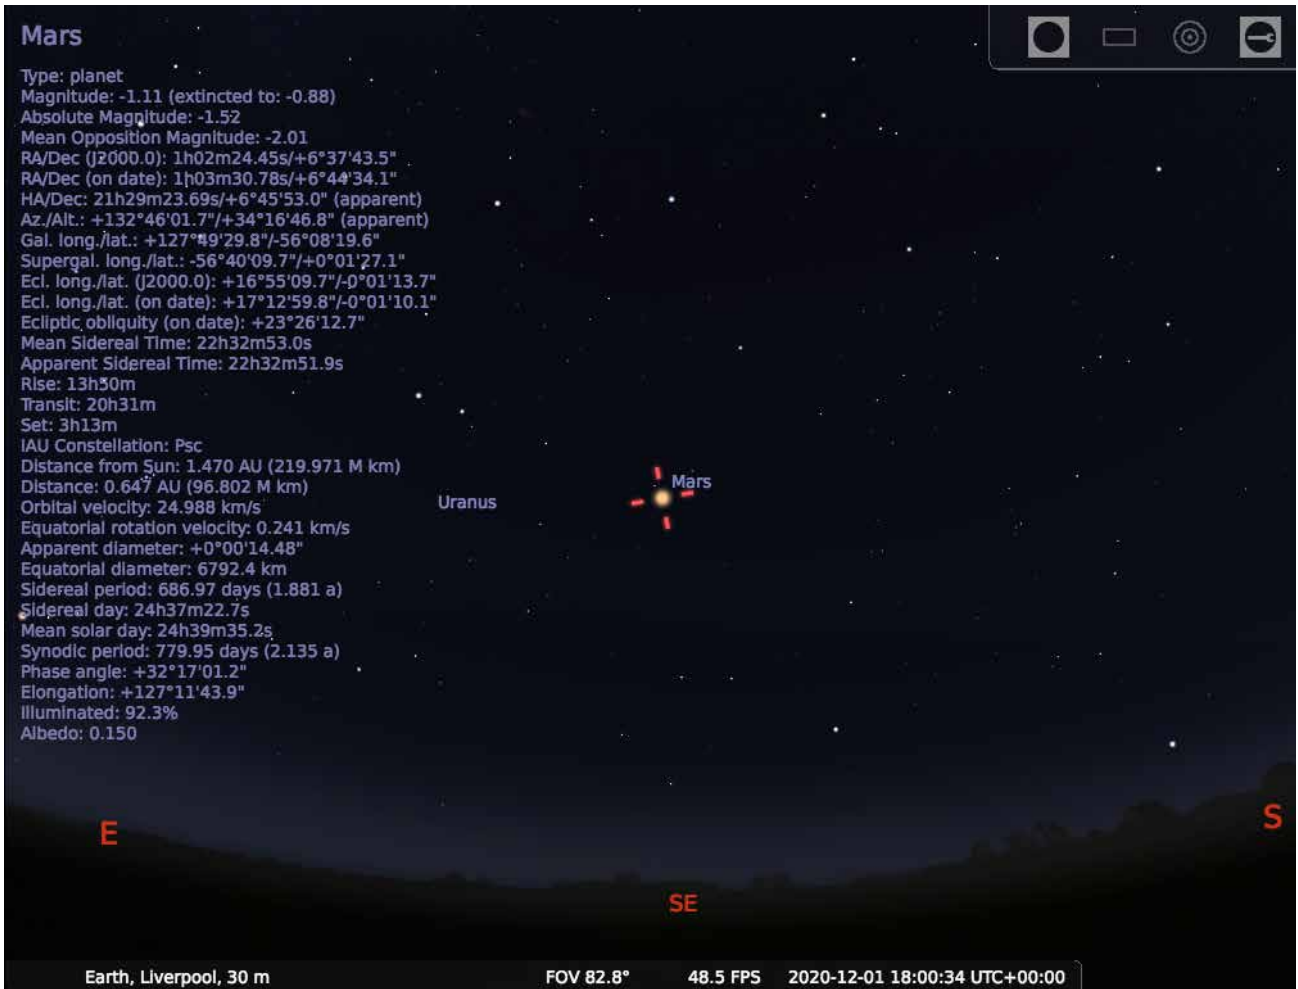 Mars
Type: planet
Magnitude: -1.11 (extincted to: -0.88)
Absolute Magnitude: -1.52
Mean Opposition Magnitude: -2.01
RA/Dec (J2000.0): 1h02m24.45s/+6°37'43.5"
RA/Dec (on date): 1h03m30.78s/+6°44'34.1"
HA/Dec: 21h29m23.69s/+6°45'53.0" (apparent)
Az./Alt.: +132°46'01.7"/+34°16'46.8" (apparent)
Gal. long./lat.: +127°49'29.8"/-56°08'19.6"
Supergal. long./lat.: -56°40'09.7"/+0°01'27.1"
Ecl. long./lat. (J2000.0): +16°55'09.7"/-0°01'13.7"
Ecl. long./lat. (on date): +17°12'59.8"/-0°01'10.1"
Ecliptic obliquity (on date): +23°26'12.7"
Mean Sidereal Time: 22h32m53.0s
Apparent Sidereal Time: 22h32m51.9s
Rise: 13h50m
Transit: 20h31m
Set: 3h13m
IAU Constellation: Psc
Distance from Sun: 1.470 AU (219.971 M km)
Distance: 0.647 AU (96.802 M km)
Orbital velocity: 24.988 km/s
Equatorial rotation velocity: 0.241 km/s
Apparent diameter: +0°00'14.48"
Equatorial diameter: 6792.4 km
Sidereal period: 686.97 days (1.881 a)
Sidereal day: 24h37m22.7s
Mean solar day: 24h39m35.2s
Synodic period: 779.95 days (2.135 a)
Phase angle: +32°17'01.2"
Elongation: +127°11'43.9"
Illuminated: 92.3%
Albedo: 0.150
Mars
Uranus
E
S
SE
Earth, Liverpool, 30 m FOV 82.8° 48.5 FPS 2020-12-01 18:00:34 UTC+00:00